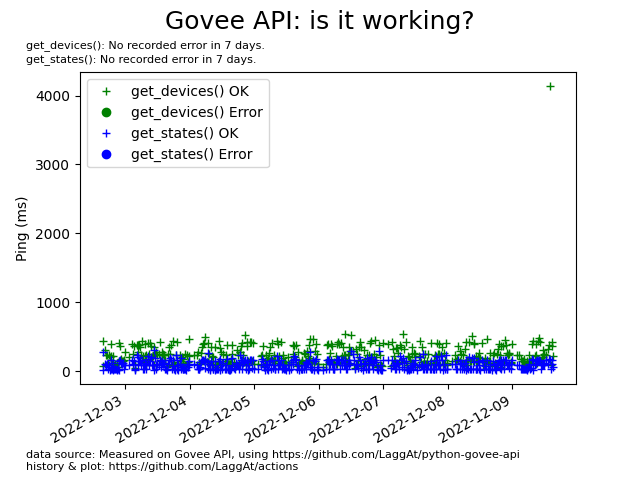 Govee API: is it working?
get_devices(): No recorded error in 7 days.
get_states(): No recorded error in 7 days.
get_devices() OK
get_devices() Error
get_states() OK
get_states() Error
Ping (ms)
4000
3000
2000
1000
0
2022-12-03
2022-12-04
2022-12-05
2022-12-06
2022-12-07
2022-12-08
2022-12-09
data source: Measured on Govee API, using https://github.com/LaggAt/python-govee-api
history & plot: https://github.com/LaggAt/actions